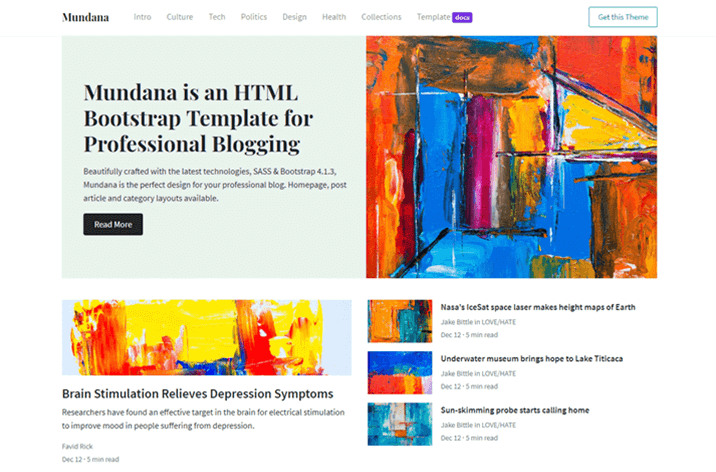 Mundana
Intro Culture Tech Politics Design Health Collections Template docs
Get this Theme
Mundana is an HTML
Bootstrap Template for
Professional Blogging
Beautifully crafted with the latest technologies, SASS & Bootstrap 4.1.3,
Mundana is the perfect design for your professional blog. Homepage, post
article and category layouts available.
Read More
Brain Stimulation Relieves Depression Symptoms
Researchers have found an effective target in the brain for electrical stimulation
to improve mood in people suffering from depression.
Favid Rick
Dec 12 · 5 min read
Nasa's IceSat space laser makes height maps of Earth
Jake Bittle in LOVE/HATE
Dec 12 · 5 min read
Underwater museum brings hope to Lake Titicaca
Jake Bittle in LOVE/HATE
Dec 12 · 5 min read
Sun-skimming probe starts calling home
Jake Bittle in LOVE/HATE
Dec 12 · 5 min read